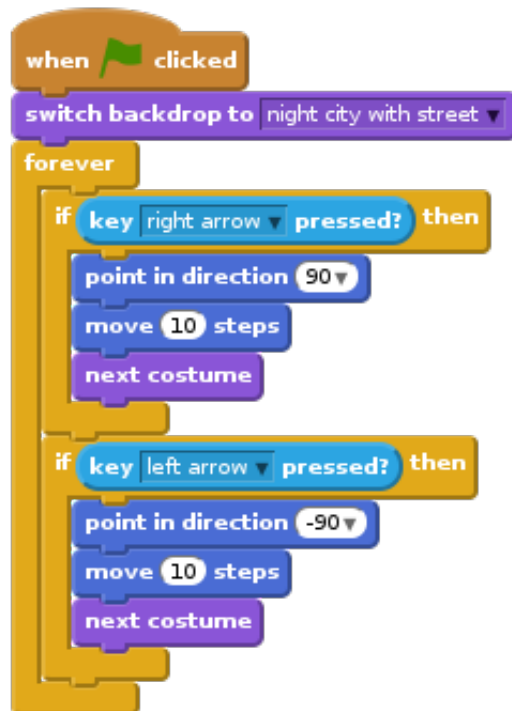 when clicked
switch backdrop to night city with street
forever
if key right arrow pressed? then
point in direction 90
move 10 steps
next costume
if key left arrow pressed? then
point in direction -90
move 10 steps
next costume